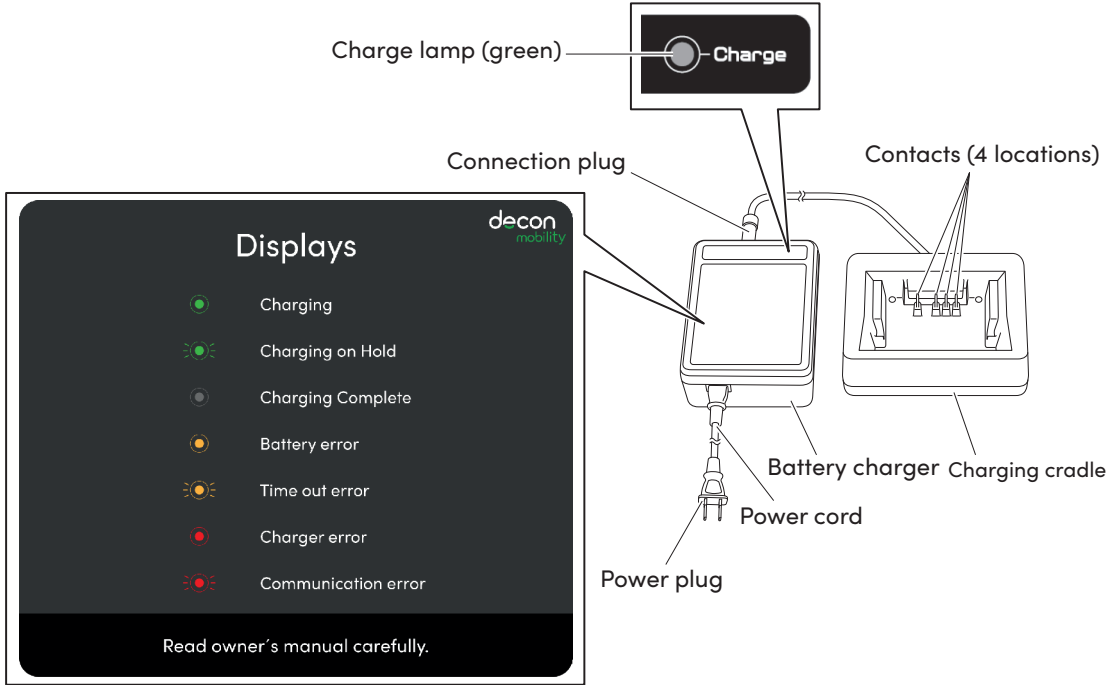 Charge lamp (green)
Charge
Connection plug
Contacts (4 locations)
decon
mobility
Displays
Charging
Charging on Hold
Charging Complete
Battery error
Time out error
Charger error
Communication error
Read owner´s manual carefully.
Battery charger
Charging cradle
Power cord
Power plug